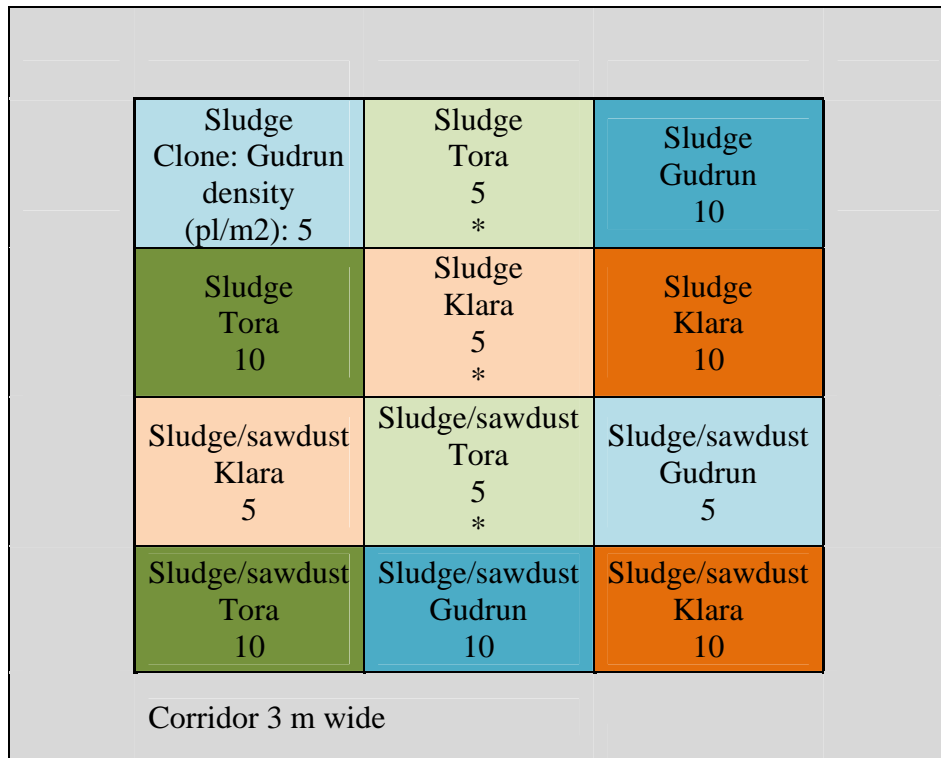 Sludge
Clone: Gudrun
density
(pl/m2): 5
Sludge
Tora
5
*
Sludge
Gudrun
10
Sludge
Tora
10
Sludge
Klara
5
*
Sludge
Klara
10
Sludge/sawdust
Klara
5
Sludge/sawdust
Tora
5
*
Sludge/sawdust
Gudrun
5
Sludge/sawdust
Tora
10
Sludge/sawdust
Gudrun
10
Sludge/sawdust
Klara
10
Corridor 3 m wide